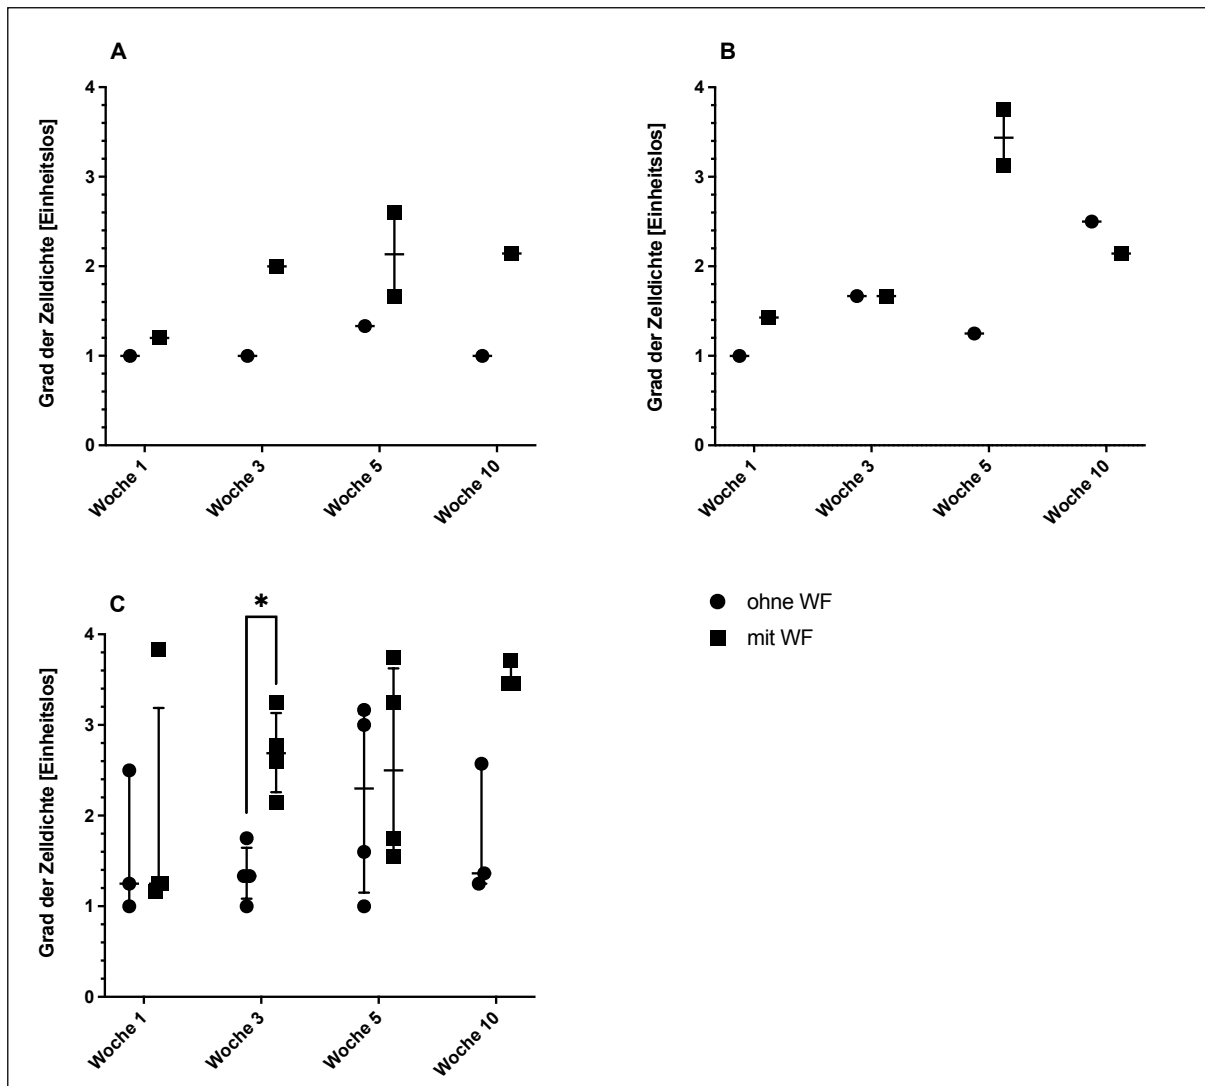 A
Grad der Zelldichte [Einheitslos]
4
3
2
1
0
Woche 1
Woche 3
Woche 5
Woche 10
B
Grad der Zelldichte [Einheitslos]
4
3
2
1
0
Woche 1
Woche 3
Woche 5
Woche 10
C
*
Grad der Zelldichte [Einheitslos]
4
3
2
1
0
Woche 1
Woche 3
Woche 5
Woche 10
ohne WF
mit WF